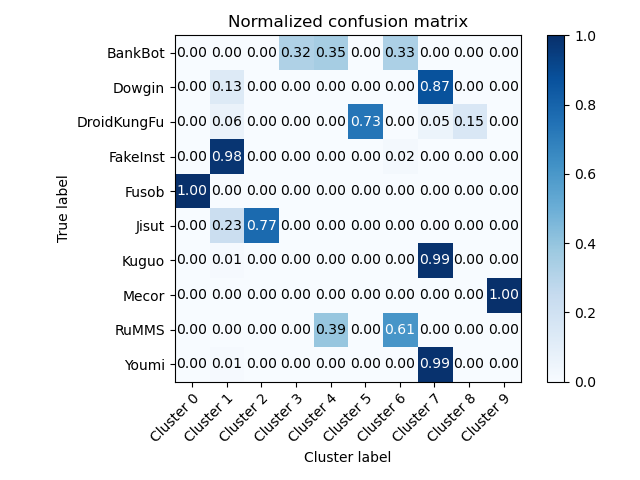 Normalized confusion matrix
BankBot 0.00 0.00 0.00 0.32 0.35 0.00 0.33 0.00 0.00 0.00
Dowgin 0.00 0.13 0.00 0.00 0.00 0.00 0.00 0.87 0.00 0.00
DroidKungFu 0.00 0.06 0.00 0.00 0.00 0.73 0.00 0.05 0.15 0.00
FakeInst 0.00 0.98 0.00 0.00 0.00 0.00 0.02 0.00 0.00 0.00
Fusob 1.00 0.00 0.00 0.00 0.00 0.00 0.00 0.00 0.00 0.00
Jisut 0.00 0.23 0.77 0.00 0.00 0.00 0.00 0.00 0.00 0.00
Kuguo 0.00 0.01 0.00 0.00 0.00 0.00 0.00 0.99 0.00 0.00
Mecor 0.00 0.00 0.00 0.00 0.00 0.00 0.00 0.00 0.00 1.00
RuMMS 0.00 0.00 0.00 0.00 0.39 0.00 0.61 0.00 0.00 0.00
Youmi 0.00 0.01 0.00 0.00 0.00 0.00 0.00 0.99 0.00 0.00
True label
Cluster 0 Cluster 1 Cluster 2 Cluster 3 Cluster 4 Cluster 5 Cluster 6 Cluster 7 Cluster 8 Cluster 9
Cluster label
1.0
0.8
0.6
0.4
0.2
0.0